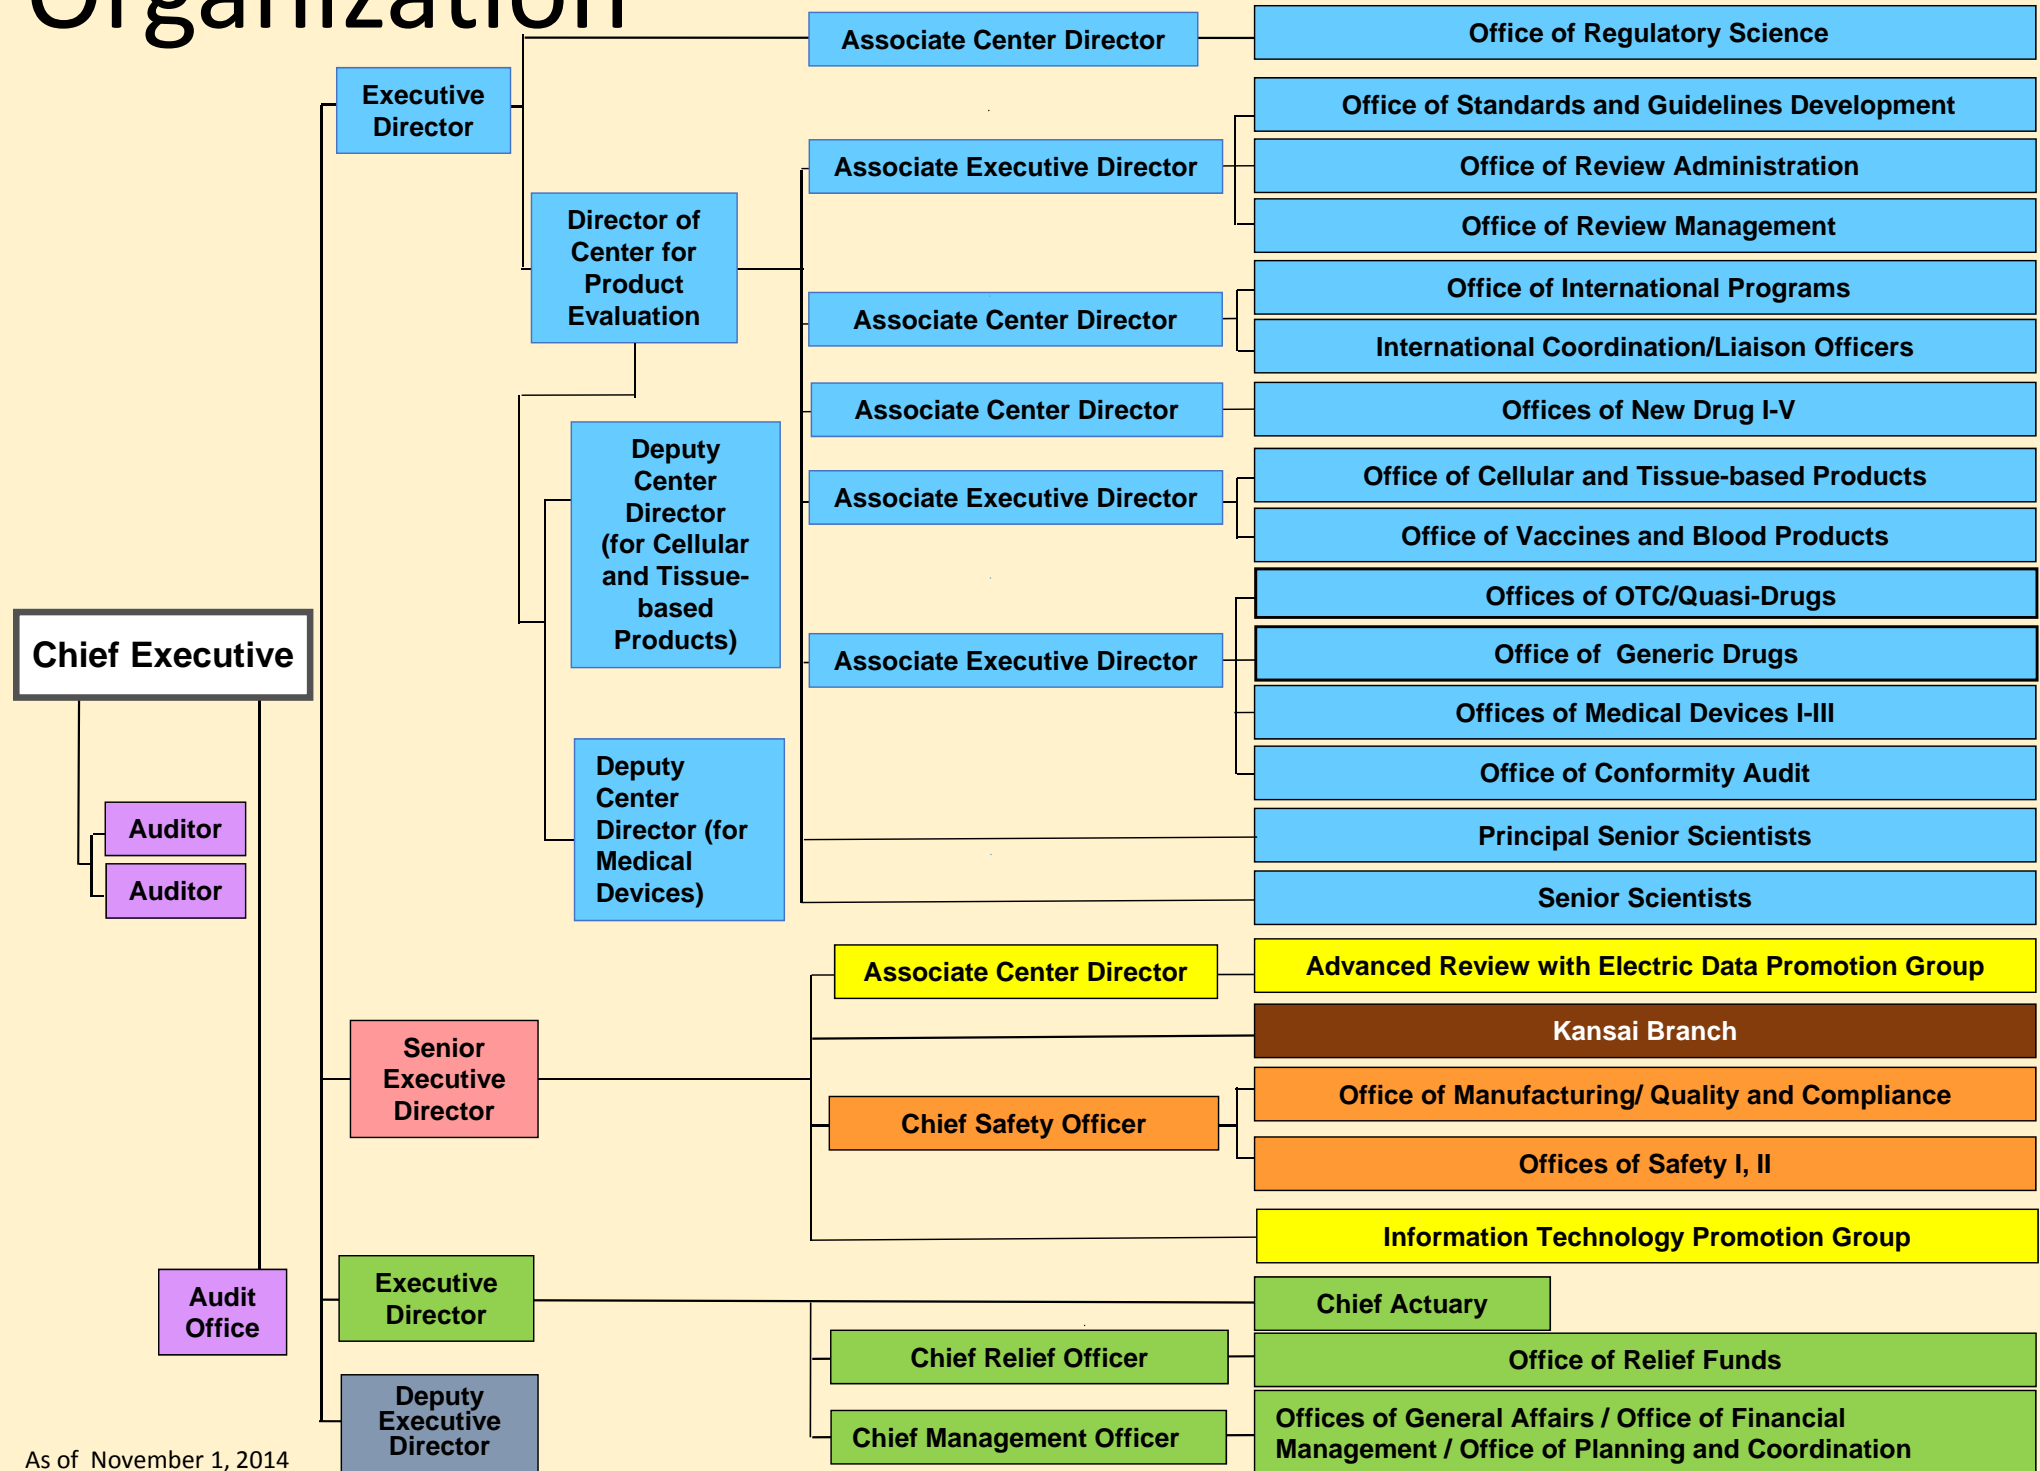 Organization
Associate Center Director
Office of Regulatory Science
Executive
Director
Office of Standards and Guidelines Development
Associate Executive Director
Office of Review Administration
Office of Review Management
Director of
Center for
Product
Evaluation
Office of International Programs
Associate Center Director
International Coordination/Liaison Officers
Associate Center Director
Offices of New Drug I-V
Deputy
Center
Director
(for Cellular
and Tissue-
based
Products)
Office of Cellular and Tissue-based Products
Associate Executive Director
Office of Vaccines and Blood Products
Offices of OTC/Quasi-Drugs
Chief Executive
Associate Executive Director
Office of  Generic Drugs
Offices of Medical Devices I-III
Office of Conformity Audit
Deputy
Center
Director (for
Medical
Devices)
Auditor
Auditor
Principal Senior Scientists
Senior Scientists
Associate Center Director
Advanced Review with Electric Data Promotion Group
Kansai Branch
Senior
Executive
Director
Office of Manufacturing/ Quality and Compliance
Chief Safety Officer
Offices of Safety I, II
Information Technology Promotion Group
Audit
Office
Executive
Director
Chief Actuary
Chief Relief Officer
Office of Relief Funds
Deputy
Executive
Director
Chief Management Officer
Offices of General Affairs / Office of Financial
Management / Office of Planning and Coordination
As of  November 1, 2014